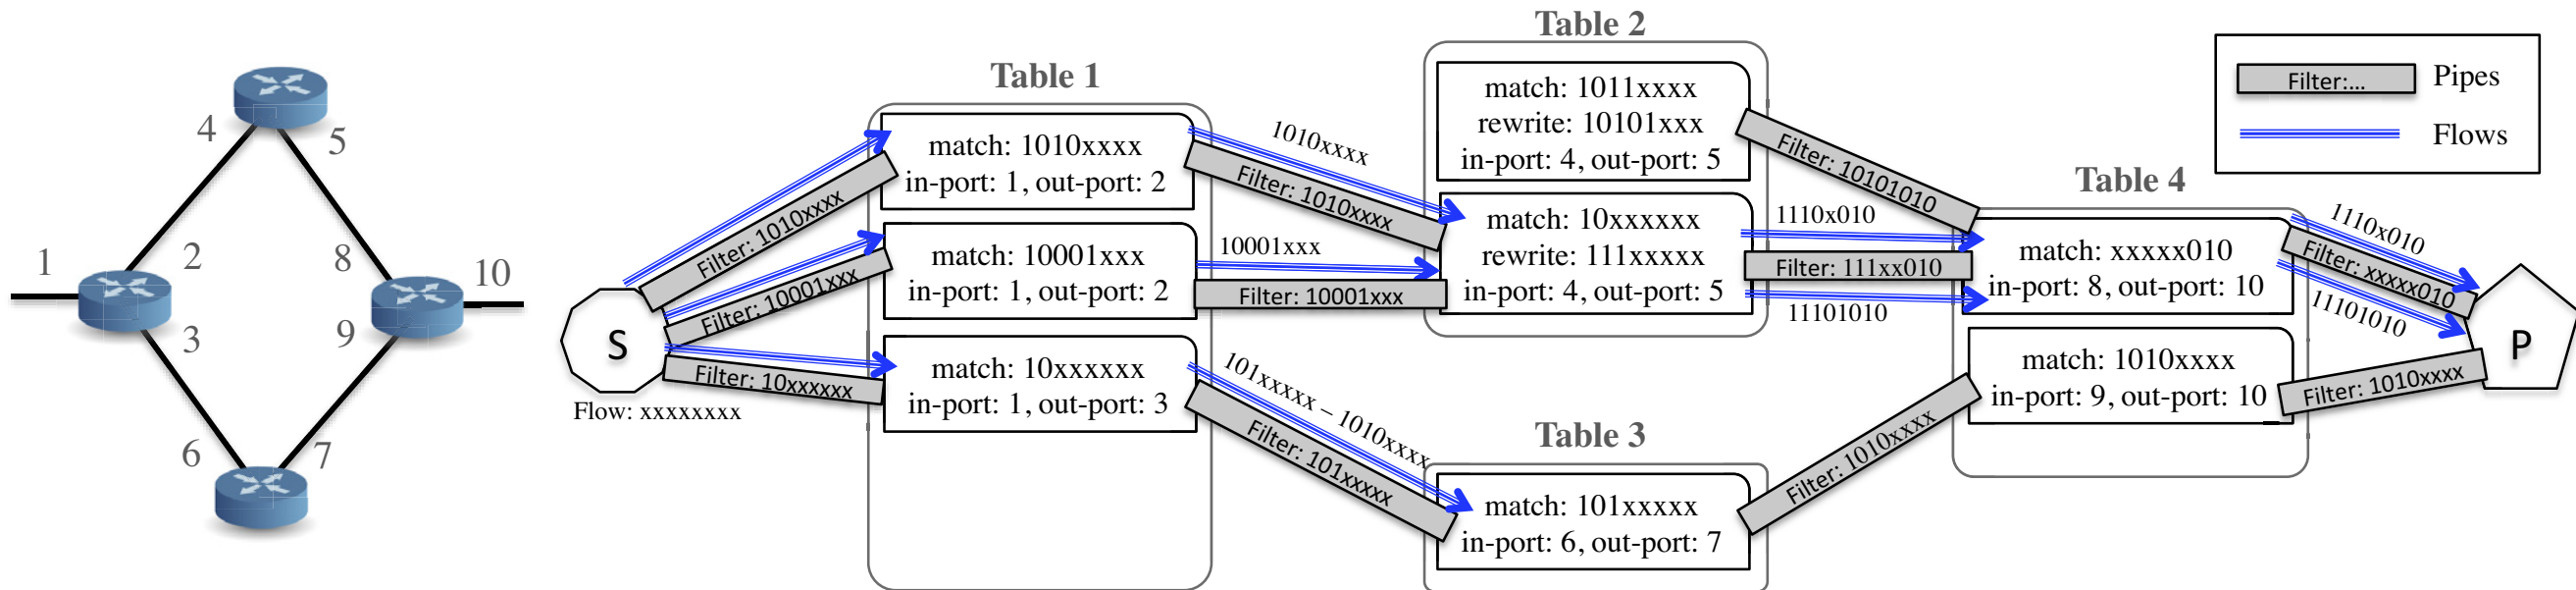 1
2
3
4
5
6
7
8
9
10
S
Flow: xxxxxxxx
Filter: 1010xxxx
Filter: 10001xxx
Filter: 10xxxxxx
Table 1
match: 1010xxxx
in-port: 1, out-port: 2
match: 10001xxx
in-port: 1, out-port: 2
match: 10xxxxxx
in-port: 1, out-port: 3
1010xxxx
Filter: 1010xxxx
10001xxx
Filter: 10001xxx
101xxxxx – 1010xxxx
Filter: 101xxxxx
Table 2
match: 1011xxxx
rewrite: 10101xxx
in-port: 4, out-port: 5
match: 10xxxxxx
rewrite: 111xxxxx
in-port: 4, out-port: 5
Table 3
match: 101xxxxx
in-port: 6, out-port: 7
Filter: 10101010
1110x010
Filter: 111xx010
11101010
Filter: 1010xxxx
Table 4
match: xxxxx010
in-port: 8, out-port: 10
match: 1010xxxx
in-port: 9, out-port: 10
1110x010
Filter: xxxxx010
11101010
Filter: 1010xxxx
P
Filter:...
Pipes
Flows